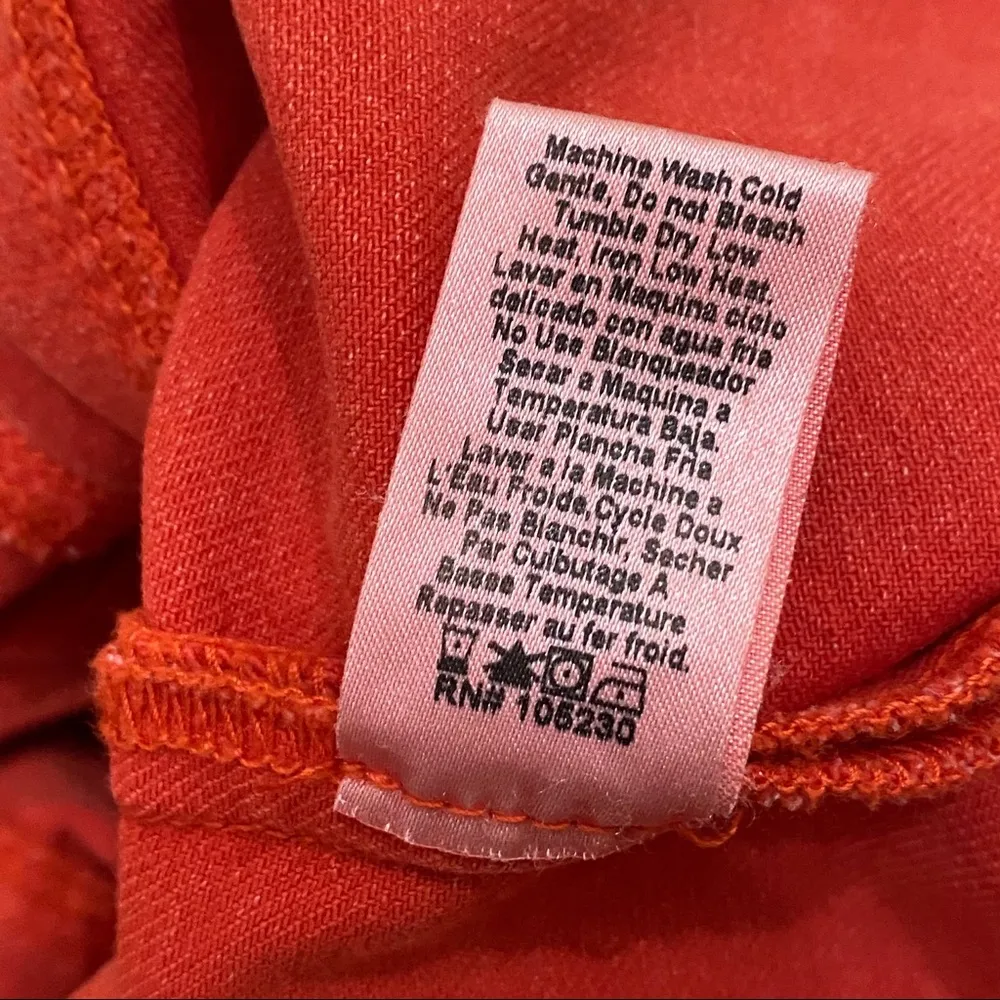 Machine Wash Cold
Gentle, Do not Bleach
Tumble Dry Low
Heat, Iron Low Heat.
Lavar en Maquina ciclo
delicado con agua fria
No Use Blanqueador
Secar a Maquina a
Temperatura Baja.
Usar Plancha Fria
Laver a la Machine a
L'Eau Froide,Cycle Doux
Ne Pas Blanchir, Secher
Par Culbutage A
Basse Temperature
Repasser au fer froid.
RN# 106230